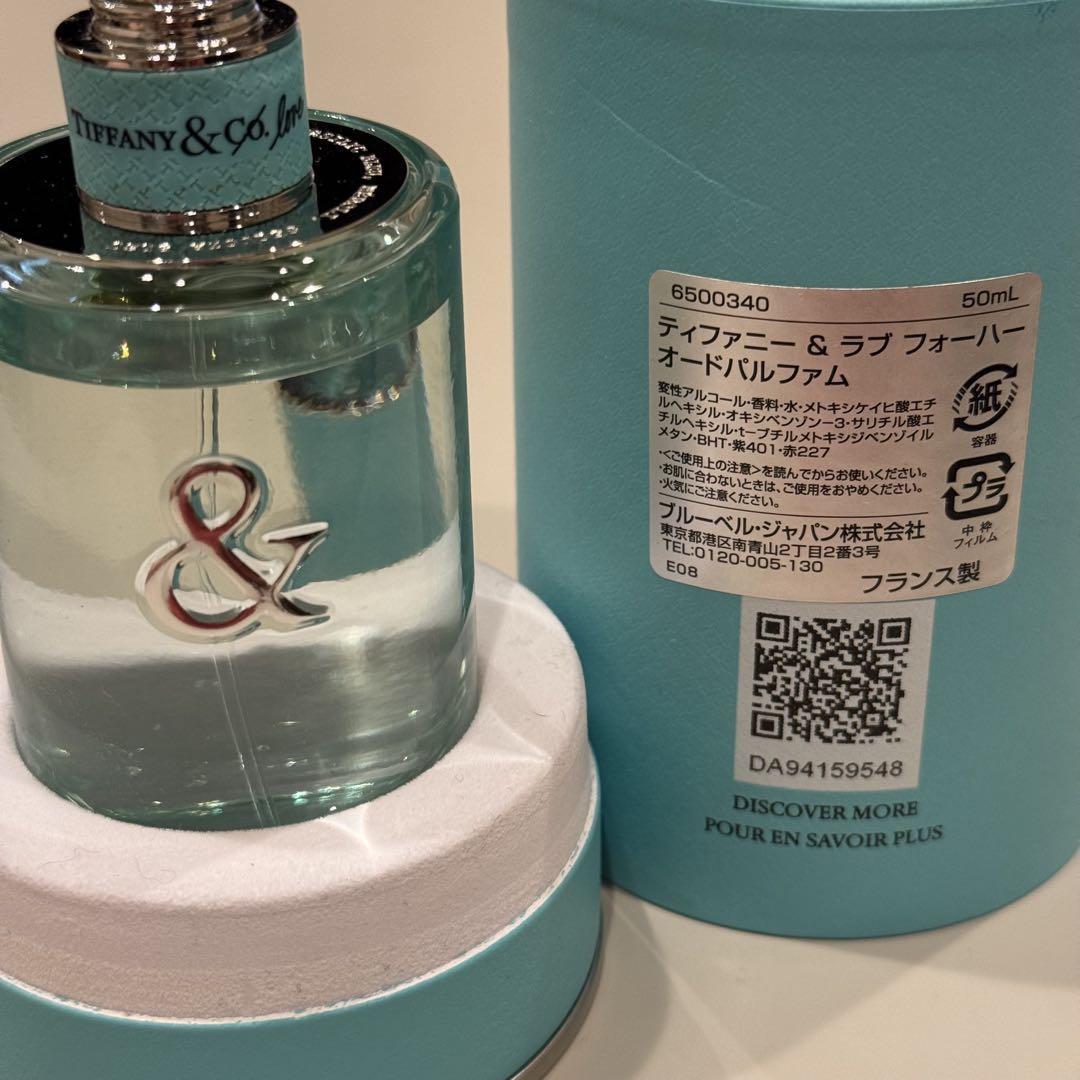 TIFFANY & CO. love
6500340 50mL
ティファニー & ラブ フォーハー
オードパルファム
変性アルコール・香料・水・メトキシケイヒ酸エチ
ルヘキシル・オキシベンゾン-3・サリチル酸エ
チルヘキシル・t-ブチルメトキシジベンゾイル
メタン・BHT・紫401・赤227
・<ご使用上の注意>を読んでからお使いください。
・お肌に合わないときは、ご使用をおやめください。
・火気にご注意ください。
紙
容器
プラ
中枠
フィルム
ブルーベル・ジャパン株式会社
東京都港区南青山2丁目2番3号
TEL:0120-005-130
E08 フランス製
DA94159548
DISCOVER MORE
POUR EN SAVOIR PLUS
&